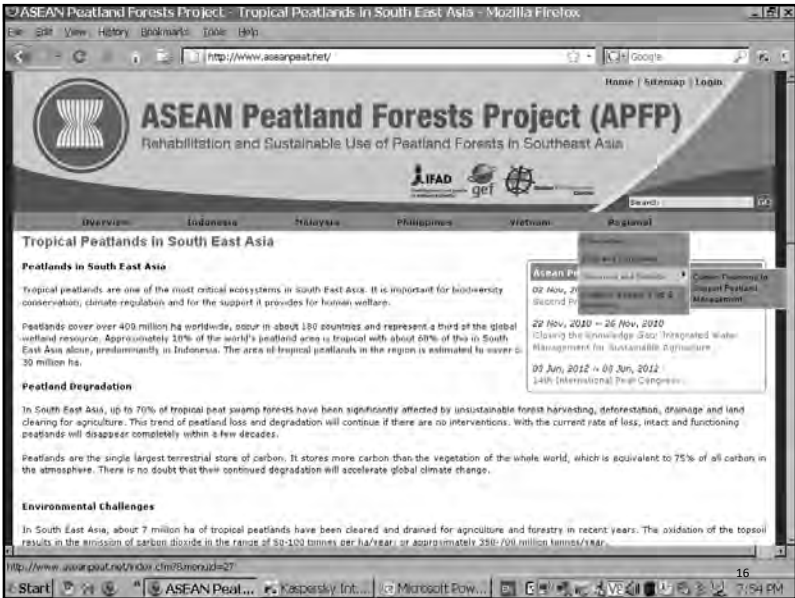 ASEAN Peatland Forests Project - Tropical Peatlands in South East Asia - Mozilla Firefox
File Edit View History Bookmarks Tools Help
http://www.aseanpeat.net/
Google
Home | Sitemap | Login
ASEAN Peatland Forests Project (APFP)
Rehabilitation and Sustainable Use of Peatland Forests in Southeast Asia
IFAD gef
Search
GO
Overview Indonesia Malaysia Philippines Vietnam Regional
Tropical Peatlands in South East Asia
Peatlands in South East Asia
Tropical peatlands are one of the most critical ecosystems in South East Asia. It is important for biodiversity
conservation, climate regulation and for the support it provides for human welfare.
Peatlands cover over 400 million ha worldwide, occur in about 180 countries and represent a third of the global
wetland resource. Approximately 10% of the world's peatland area is tropical with about 60% of this in South
East Asia alone, predominantly in Indonesia. The area of tropical peatlands in the region is estimated to cover
30 million ha.
Support Peatland
Management
02 Nov,
Second
22 Nov, 2010 ~ 26 Nov, 2010
Closing the Knowledge Gap: Integrated Water
Management for Sustainable Agriculture
03 Jun, 2012 ~ 08 Jun, 2012
14th International Peat Congress
Peatland Degradation
In South East Asia, up to 70% of tropical peat swamp forests have been significantly affected by unsustainable forest harvesting, deforestation, drainage and land
clearing for agriculture. This trend of peatland loss and degradation will continue if there are no interventions. With the current rate of loss, intact and functioning
peatlands will disappear completely within a few decades.
Peatlands are the single largest terrestrial store of carbon. It stores more carbon than the vegetation of the whole world, which is equivalent to 75% of all carbon in
the atmosphere. There is no doubt that their continued degradation will accelerate global climate change.
Environmental Challenges
In South East Asia, about 7 million ha of tropical peatlands have been cleared and drained for agriculture and forestry in recent years. The oxidation of the topsoil
results in the emission of carbon dioxide in the range of 50-100 tonnes per ha/year; or approximately 350-700 million tonnes/year.
http://www.aseanpeat.net/index.cfm?&menuid=27
16
Start ASEAN Peat... Kaspersky Int... Microsoft Pow... 7:54 PM